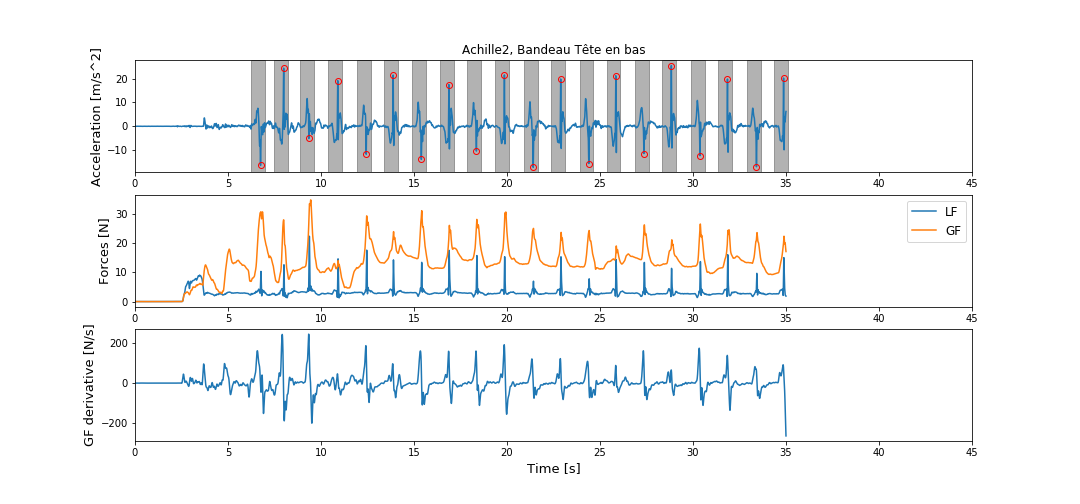 Achille2, Bandeau Tête en bas
Acceleration [m/s^2]
20
10
0
−10
0 5 10 15 20 25 30 35 40 45
Forces [N]
30
20
10
0
LF
GF
0 5 10 15 20 25 30 35 40 45
GF derivative [N/s]
200
0
−200
0 5 10 15 20 25 30 35 40 45
Time [s]